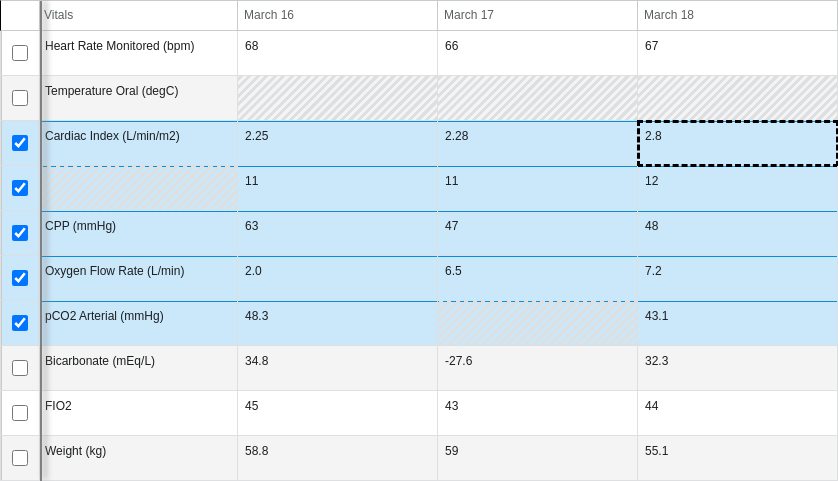 Vitals March 16 March 17 March 18
Heart Rate Monitored (bpm) 68 66 67
Temperature Oral (degC)
Cardiac Index (L/min/m2) 2.25 2.28 2.8
11 11 12
CPP (mmHg) 63 47 48
Oxygen Flow Rate (L/min) 2.0 6.5 7.2
pCO2 Arterial (mmHg) 48.3 43.1
Bicarbonate (mEq/L) 34.8 -27.6 32.3
FIO2 45 43 44
Weight (kg) 58.8 59 55.1